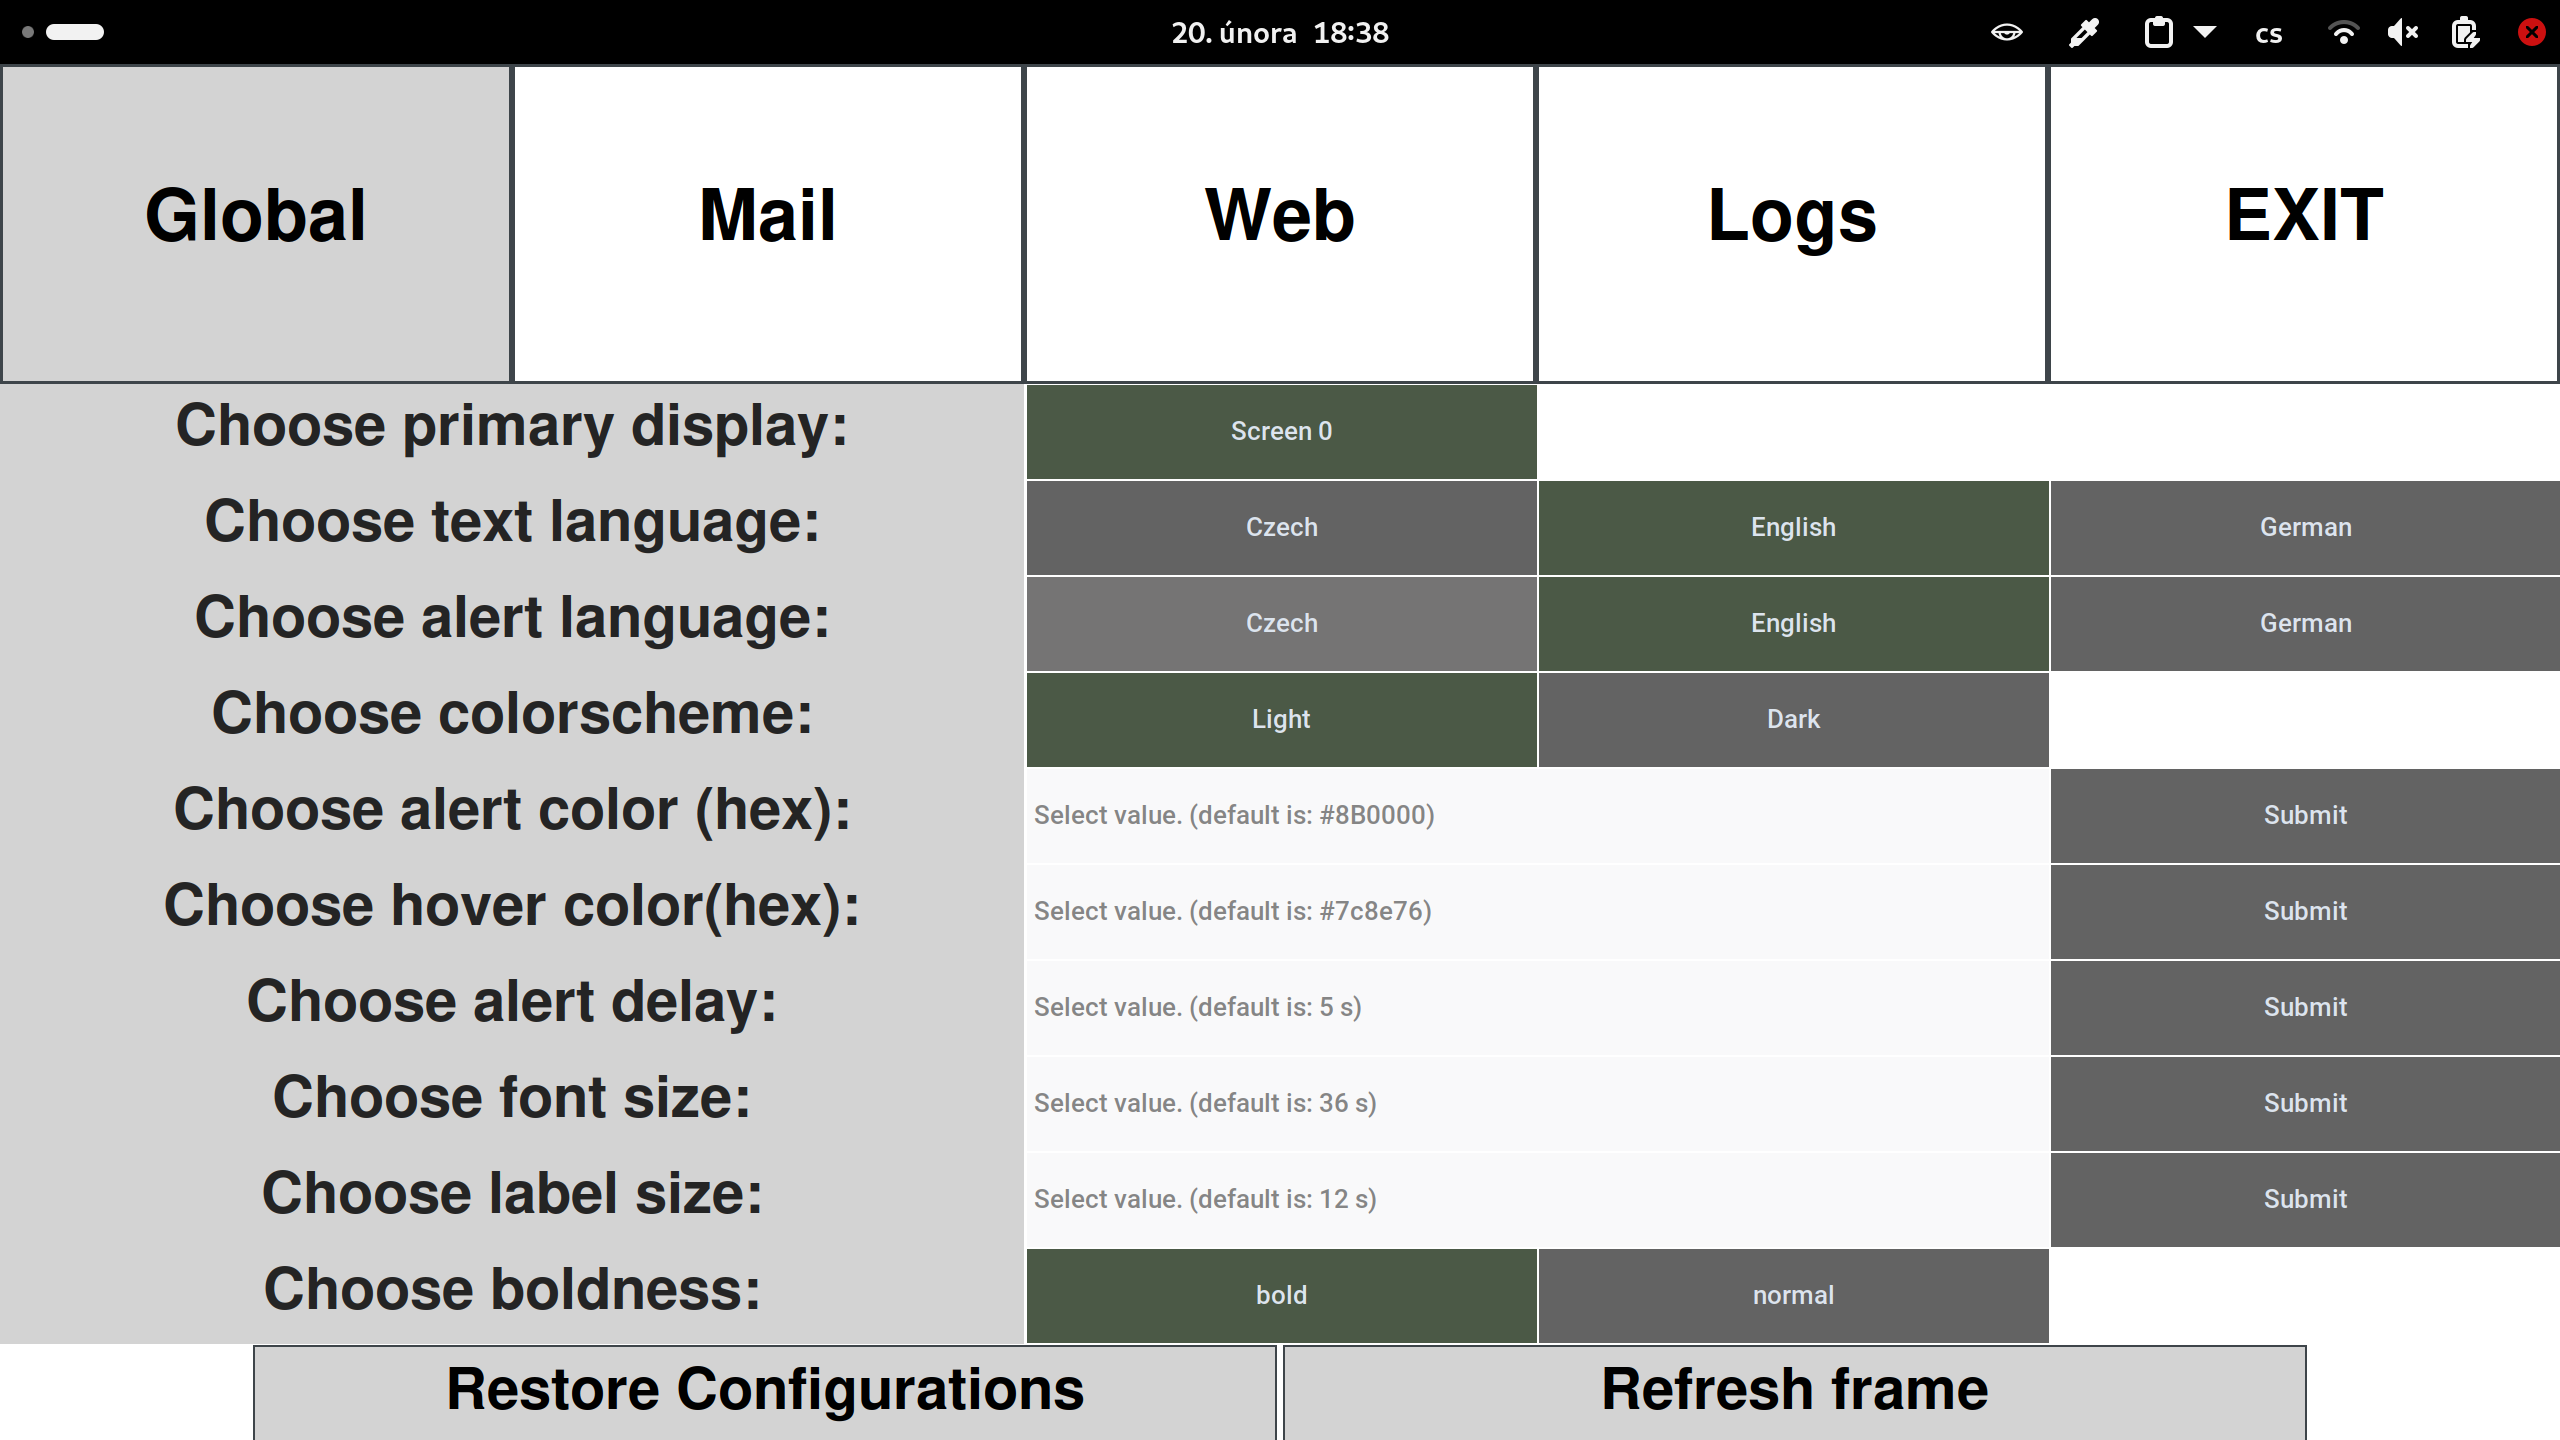 20. února 18:38
cs
Global Mail Web Logs EXIT
Choose primary display: Screen 0
Choose text language: Czech English German
Choose alert language: Czech English German
Choose colorscheme: Light Dark
Choose alert color (hex): Select value. (default is: #8B0000) Submit
Choose hover color(hex): Select value. (default is: #7c8e76) Submit
Choose alert delay: Select value. (default is: 5 s) Submit
Choose font size: Select value. (default is: 36 s) Submit
Choose label size: Select value. (default is: 12 s) Submit
Choose boldness: bold normal
Restore Configurations Refresh frame